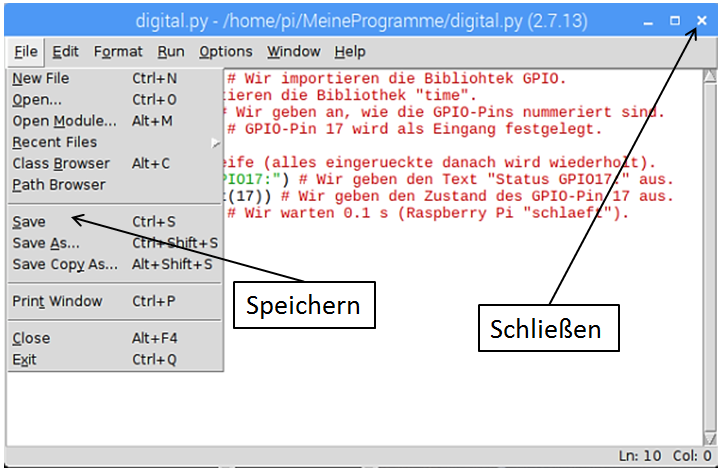 digital.py - /home/pi/MeineProgramme/digital.py (2.7.13)
File Edit Format Run Options Window Help
New File Ctrl+N
Open... Ctrl+O
Open Module... Alt+M
Recent Files
Class Browser Alt+C
Path Browser
Save Ctrl+S
Save As... Ctrl+Shift+S
Save Copy As... Alt+Shift+S
Print Window Ctrl+P
Close Alt+F4
Exit Ctrl+Q
# Wir importieren die Bibliohtek GPIO.
tieren die Bibliothek "time".
# Wir geben an, wie die GPIO-Pins nummeriert sind.
# GPIO-Pin 17 wird als Eingang festgelegt.
eife (alles eingerueckte danach wird wiederholt).
PIO17:") # Wir geben den Text "Status GPIO17:" aus.
t(17)) # Wir geben den Zustand des GPIO-Pin 17 aus.
# Wir warten 0.1 s (Raspberry Pi "schlaeft").
Speichern
Schließen
Ln: 10 Col: 0